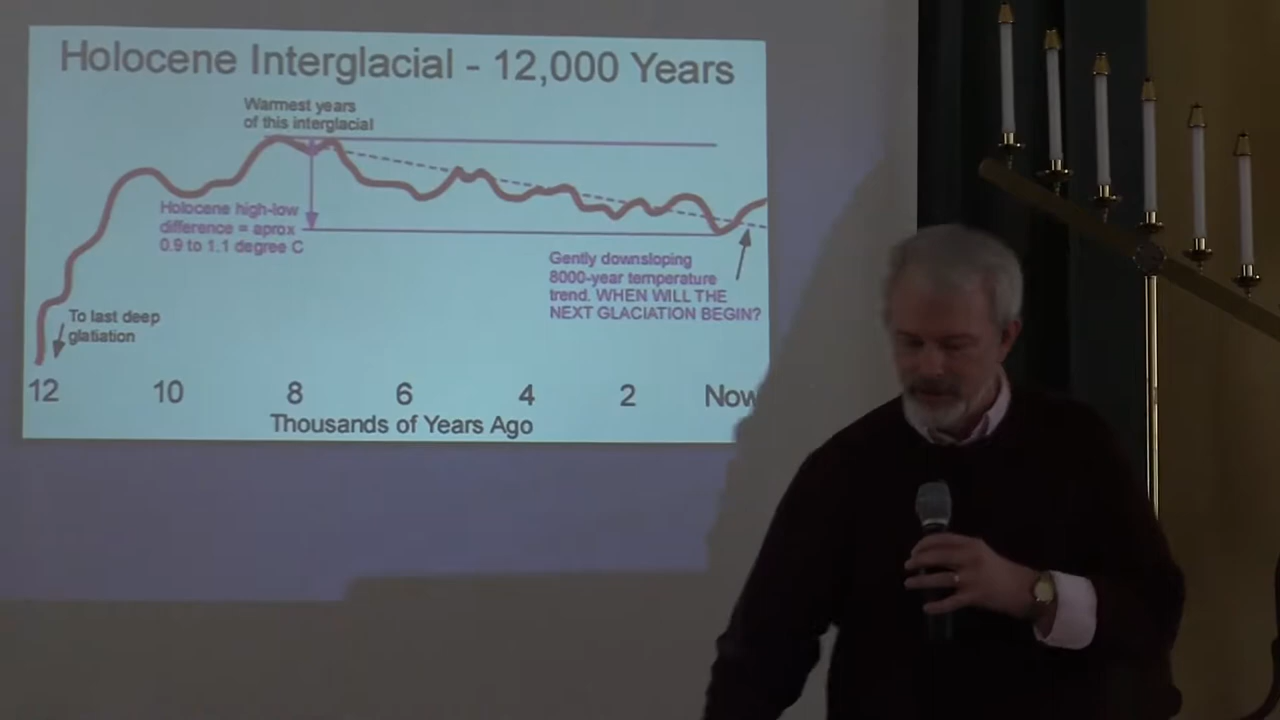 Holocene Interglacial - 12,000 Years
Warmest years
of this interglacial
Holocene high-low
difference = aprox
0.9 to 1.1 degree C
Gently downsloping
8000-year temperature
trend. WHEN WILL THE
NEXT GLACIATION BEGIN?
To last deep
glatiation
12 10 8 6 4 2 Now
Thousands of Years Ago